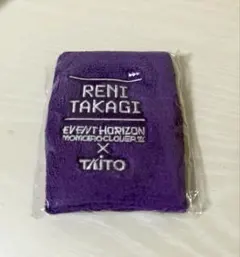 RENI
TAKAGI
EVENT HORIZON
MOMOIRO CLOVER Z
×
TAITO